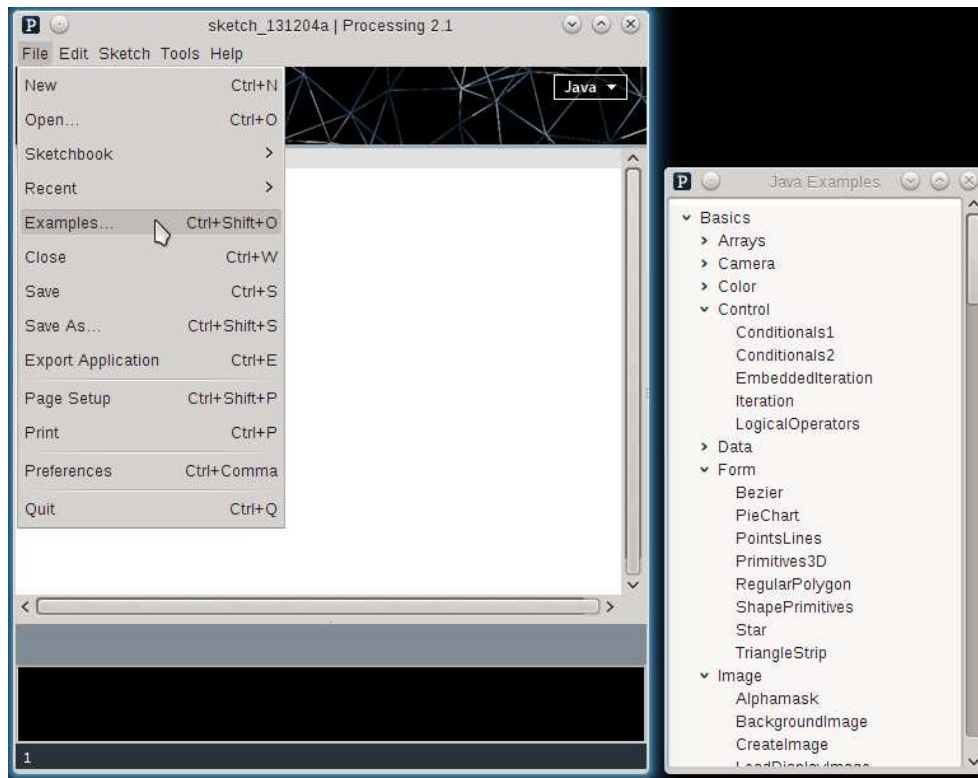 P sketch_131204a | Processing 2.1
File Edit Sketch Tools Help
New Ctrl+N
Open... Ctrl+O
Sketchbook >
Recent >
Examples... Ctrl+Shift+O
Close Ctrl+W
Save Ctrl+S
Save As... Ctrl+Shift+S
Export Application Ctrl+E
Page Setup Ctrl+Shift+P
Print Ctrl+P
Preferences Ctrl+Comma
Quit Ctrl+Q
Java
1
P Java Examples
Basics
Arrays
Camera
Color
Control
Conditionals1
Conditionals2
EmbeddedIteration
Iteration
LogicalOperators
Data
Form
Bezier
PieChart
PointsLines
Primitives3D
RegularPolygon
ShapePrimitives
Star
TriangleStrip
Image
Alphamask
BackgroundImage
CreateImage
LoadDisplayImage